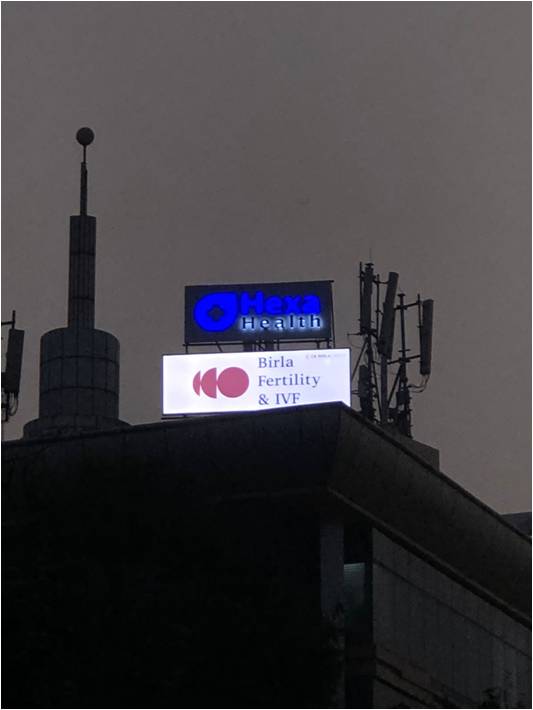 Hexa
Health
Birla
Fertility
& IVF